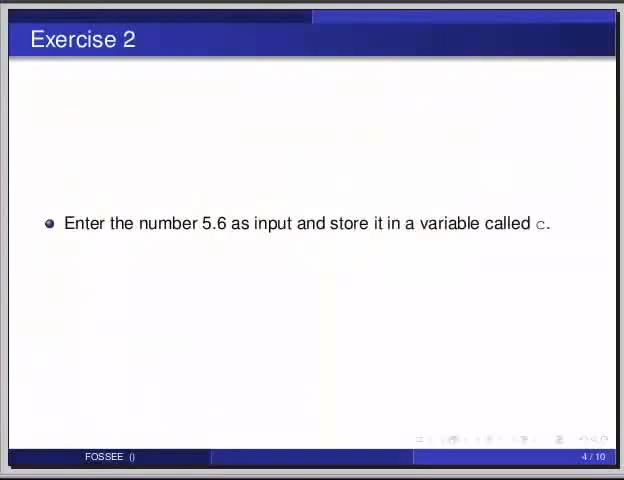 Exercise 2
Enter the number 5.6 as input and store it in a variable called c.
FOSSEE ()
4 / 10